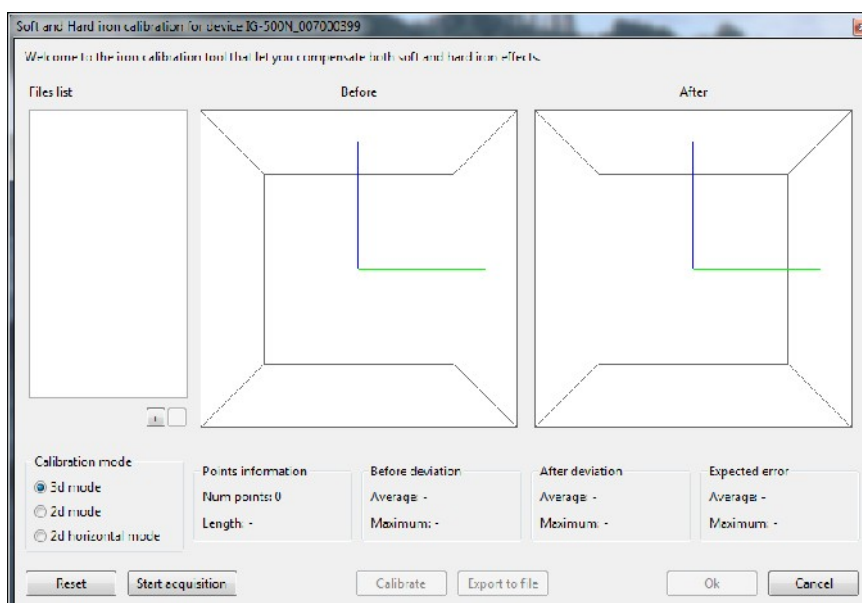 Soft and Hard iron calibration for device IG-500N_007000399
Welcome to the iron calibration tool that let you compensate both soft and hard iron effects.
Files list
Before
After
Calibration mode
3d mode
2d mode
2d horizontal mode
Points information
Num points: 0
Length: -
Before deviation
Average: -
Maximum: -
After deviation
Average: -
Maximum: -
Expected error
Average: -
Maximum: -
Reset
Start acquisition
Calibrate
Export to file
Ok
Cancel